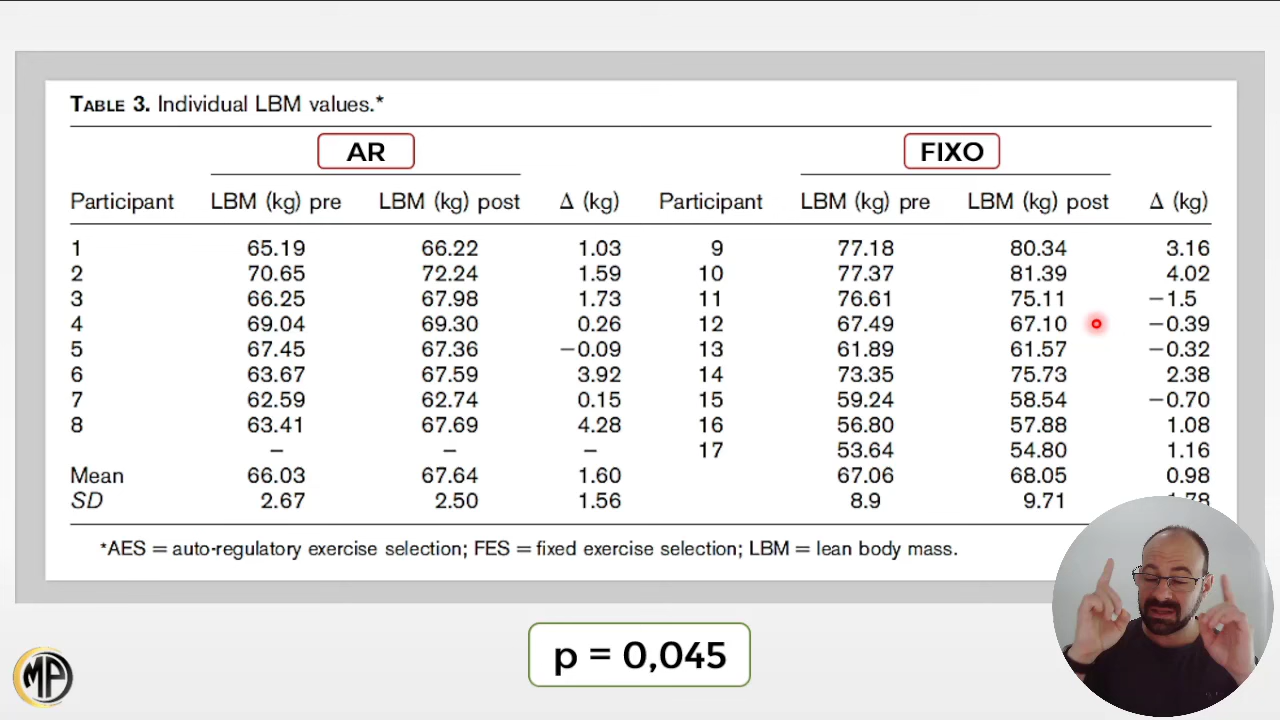 TABLE 3. Individual LBM values.*
AR FIXO
Participant LBM (kg) pre LBM (kg) post Δ (kg) Participant LBM (kg) pre LBM (kg) post Δ (kg)
1 65.19 66.22 1.03 9 77.18 80.34 3.16
2 70.65 72.24 1.59 10 77.37 81.39 4.02
3 66.25 67.98 1.73 11 76.61 75.11 −1.5
4 69.04 69.30 0.26 12 67.49 67.10 −0.39
5 67.45 67.36 −0.09 13 61.89 61.57 −0.32
6 63.67 67.59 3.92 14 73.35 75.73 2.38
7 62.59 62.74 0.15 15 59.24 58.54 −0.70
8 63.41 67.69 4.28 16 56.80 57.88 1.08
– – – 17 53.64 54.80 1.16
Mean 66.03 67.64 1.60 67.06 68.05 0.98
SD 2.67 2.50 1.56 8.9 9.71
*AES = auto-regulatory exercise selection; FES = fixed exercise selection; LBM = lean body mass.
p = 0,045
MP